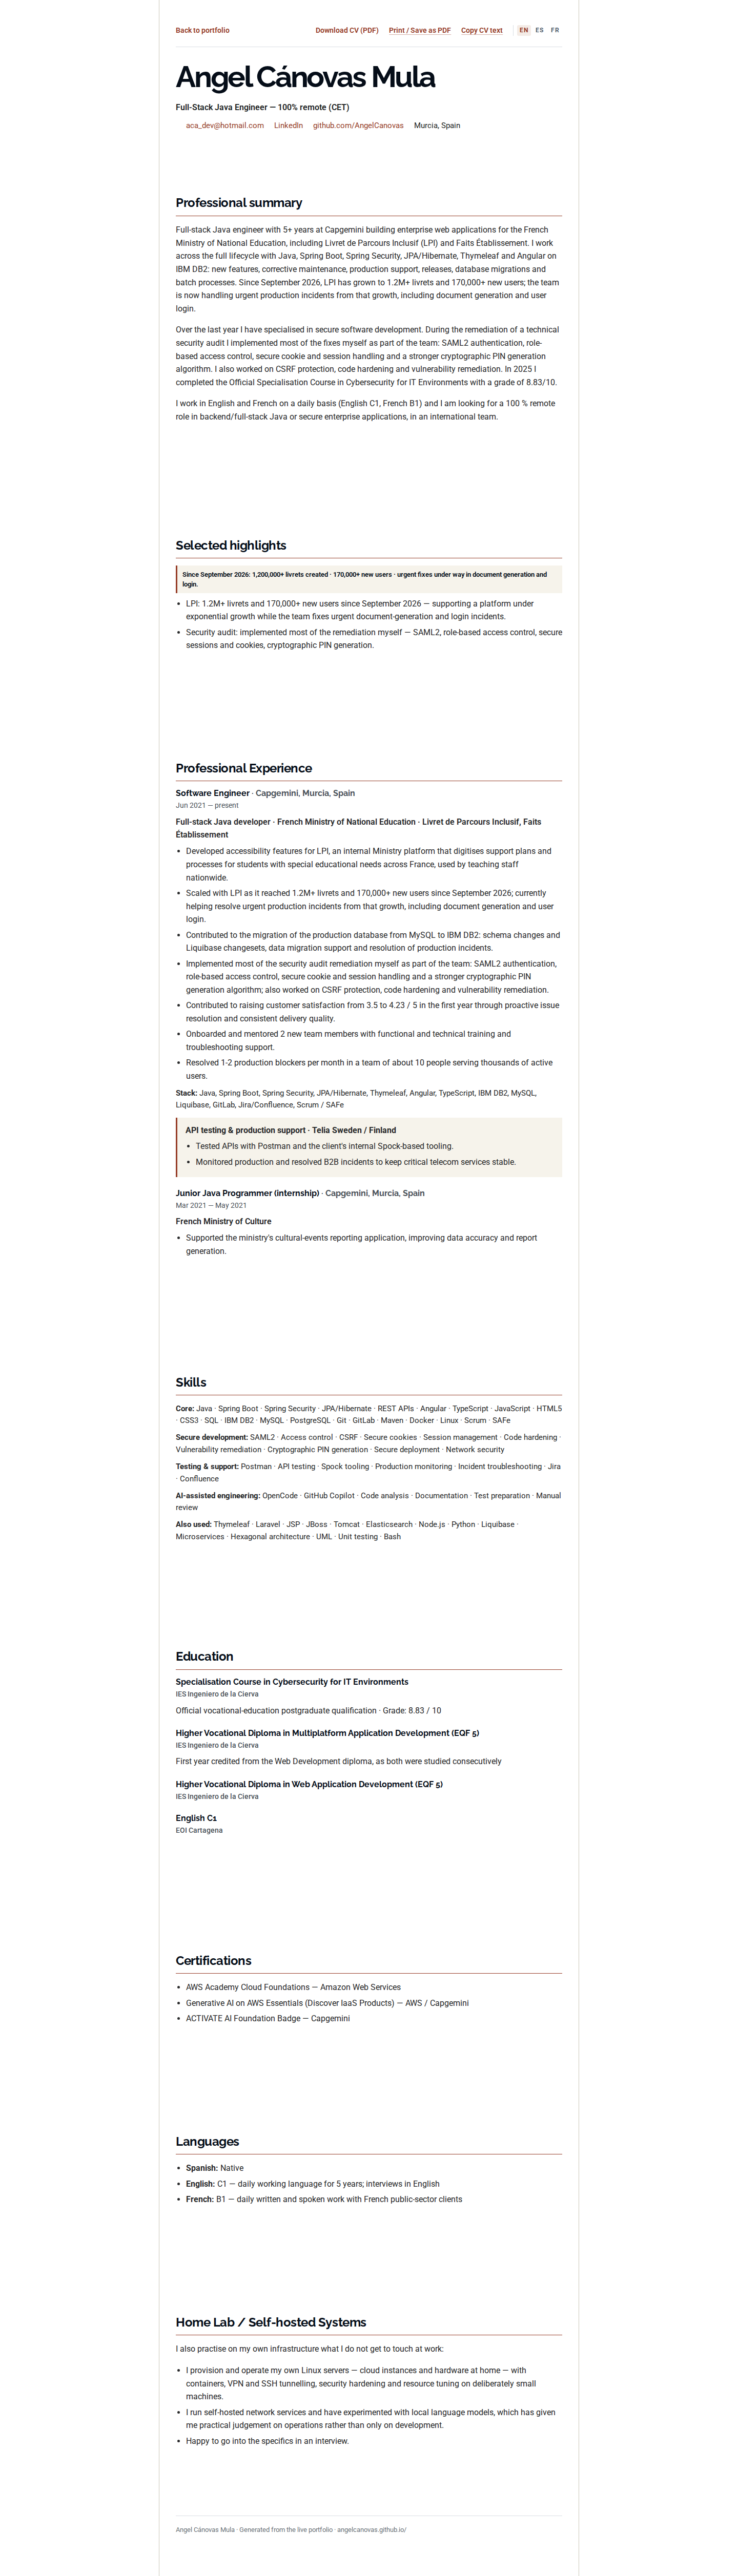 Back to portfolio
Download CV (PDF) Print / Save as PDF Copy CV text EN ES FR
Angel Cánovas Mula
Full-Stack Java Engineer — 100% remote (CET)
aca_dev@hotmail.com LinkedIn github.com/AngelCanovas Murcia, Spain
Professional summary
Full-stack Java engineer with 5+ years at Capgemini building enterprise web applications for the French
Ministry of National Education, including Livret de Parcours Inclusif (LPI) and Faits Établissement. I work
across the full lifecycle with Java, Spring Boot, Spring Security, JPA/Hibernate, Thymeleaf and Angular on
IBM DB2: new features, corrective maintenance, production support, releases, database migrations and
batch processes. Since September 2026, LPI has grown to 1.2M+ livrets and 170,000+ new users; the team
is now handling urgent production incidents from that growth, including document generation and user
login.
Over the last year I have specialised in secure software development. During the remediation of a technical
security audit I implemented most of the fixes myself as part of the team: SAML2 authentication, role-
based access control, secure cookie and session handling and a stronger cryptographic PIN generation
algorithm. I also worked on CSRF protection, code hardening and vulnerability remediation. In 2025 I
completed the Official Specialisation Course in Cybersecurity for IT Environments with a grade of 8.83/10.
I work in English and French on a daily basis (English C1, French B1) and I am looking for a 100 % remote
role in backend/full-stack Java or secure enterprise applications, in an international team.
Selected highlights
Since September 2026: 1,200,000+ livrets created · 170,000+ new users · urgent fixes under way in document generation and
login.
• LPI: 1.2M+ livrets and 170,000+ new users since September 2026 — supporting a platform under
exponential growth while the team fixes urgent document-generation and login incidents.
• Security audit: implemented most of the remediation myself — SAML2, role-based access control, secure
sessions and cookies, cryptographic PIN generation.
Professional Experience
Software Engineer · Capgemini, Murcia, Spain
Jun 2021 — present
Full-stack Java developer · French Ministry of National Education · Livret de Parcours Inclusif, Faits
Établissement
• Developed accessibility features for LPI, an internal Ministry platform that digitises support plans and
processes for students with special educational needs across France, used by teaching staff
nationwide.
• Scaled with LPI as it reached 1.2M+ livrets and 170,000+ new users since September 2026; currently
helping resolve urgent production incidents from that growth, including document generation and user
login.
• Contributed to the migration of the production database from MySQL to IBM DB2: schema changes and
Liquibase changesets, data migration support and resolution of production incidents.
• Implemented most of the security audit remediation myself as part of the team: SAML2 authentication,
role-based access control, secure cookie and session handling and a stronger cryptographic PIN
generation algorithm; also worked on CSRF protection, code hardening and vulnerability remediation.
• Contributed to raising customer satisfaction from 3.5 to 4.23 / 5 in the first year through proactive issue
resolution and consistent delivery quality.
• Onboarded and mentored 2 new team members with functional and technical training and
troubleshooting support.
• Resolved 1-2 production blockers per month in a team of about 10 people serving thousands of active
users.
Stack: Java, Spring Boot, Spring Security, JPA/Hibernate, Thymeleaf, Angular, TypeScript, IBM DB2, MySQL,
Liquibase, GitLab, Jira/Confluence, Scrum / SAFe
API testing & production support · Telia Sweden / Finland
• Tested APIs with Postman and the client's internal Spock-based tooling.
• Monitored production and resolved B2B incidents to keep critical telecom services stable.
Junior Java Programmer (internship) · Capgemini, Murcia, Spain
Mar 2021 — May 2021
French Ministry of Culture
• Supported the ministry's cultural-events reporting application, improving data accuracy and report
generation.
Skills
Core: Java · Spring Boot · Spring Security · JPA/Hibernate · REST APIs · Angular · TypeScript · JavaScript · HTML5
· CSS3 · SQL · IBM DB2 · MySQL · PostgreSQL · Git · GitLab · Maven · Docker · Linux · Scrum · SAFe
Secure development: SAML2 · Access control · CSRF · Secure cookies · Session management · Code hardening ·
Vulnerability remediation · Cryptographic PIN generation · Secure deployment · Network security
Testing & support: Postman · API testing · Spock tooling · Production monitoring · Incident troubleshooting · Jira
· Confluence
AI-assisted engineering: OpenCode · GitHub Copilot · Code analysis · Documentation · Test preparation · Manual
review
Also used: Thymeleaf · Laravel · JSP · JBoss · Tomcat · Elasticsearch · Node.js · Python · Liquibase ·
Microservices · Hexagonal architecture · UML · Unit testing · Bash
Education
Specialisation Course in Cybersecurity for IT Environments
IES Ingeniero de la Cierva
Official vocational-education postgraduate qualification · Grade: 8.83 / 10
Higher Vocational Diploma in Multiplatform Application Development (EQF 5)
IES Ingeniero de la Cierva
First year credited from the Web Development diploma, as both were studied consecutively
Higher Vocational Diploma in Web Application Development (EQF 5)
IES Ingeniero de la Cierva
English C1
EOI Cartagena
Certifications
• AWS Academy Cloud Foundations — Amazon Web Services
• Generative AI on AWS Essentials (Discover IaaS Products) — AWS / Capgemini
• ACTIVATE AI Foundation Badge — Capgemini
Languages
• Spanish: Native
• English: C1 — daily working language for 5 years; interviews in English
• French: B1 — daily written and spoken work with French public-sector clients
Home Lab / Self-hosted Systems
I also practise on my own infrastructure what I do not get to touch at work:
• I provision and operate my own Linux servers — cloud instances and hardware at home — with
containers, VPN and SSH tunnelling, security hardening and resource tuning on deliberately small
machines.
• I run self-hosted network services and have experimented with local language models, which has given
me practical judgement on operations rather than only on development.
• Happy to go into the specifics in an interview.
Angel Cánovas Mula · Generated from the live portfolio · angelcanovas.github.io/